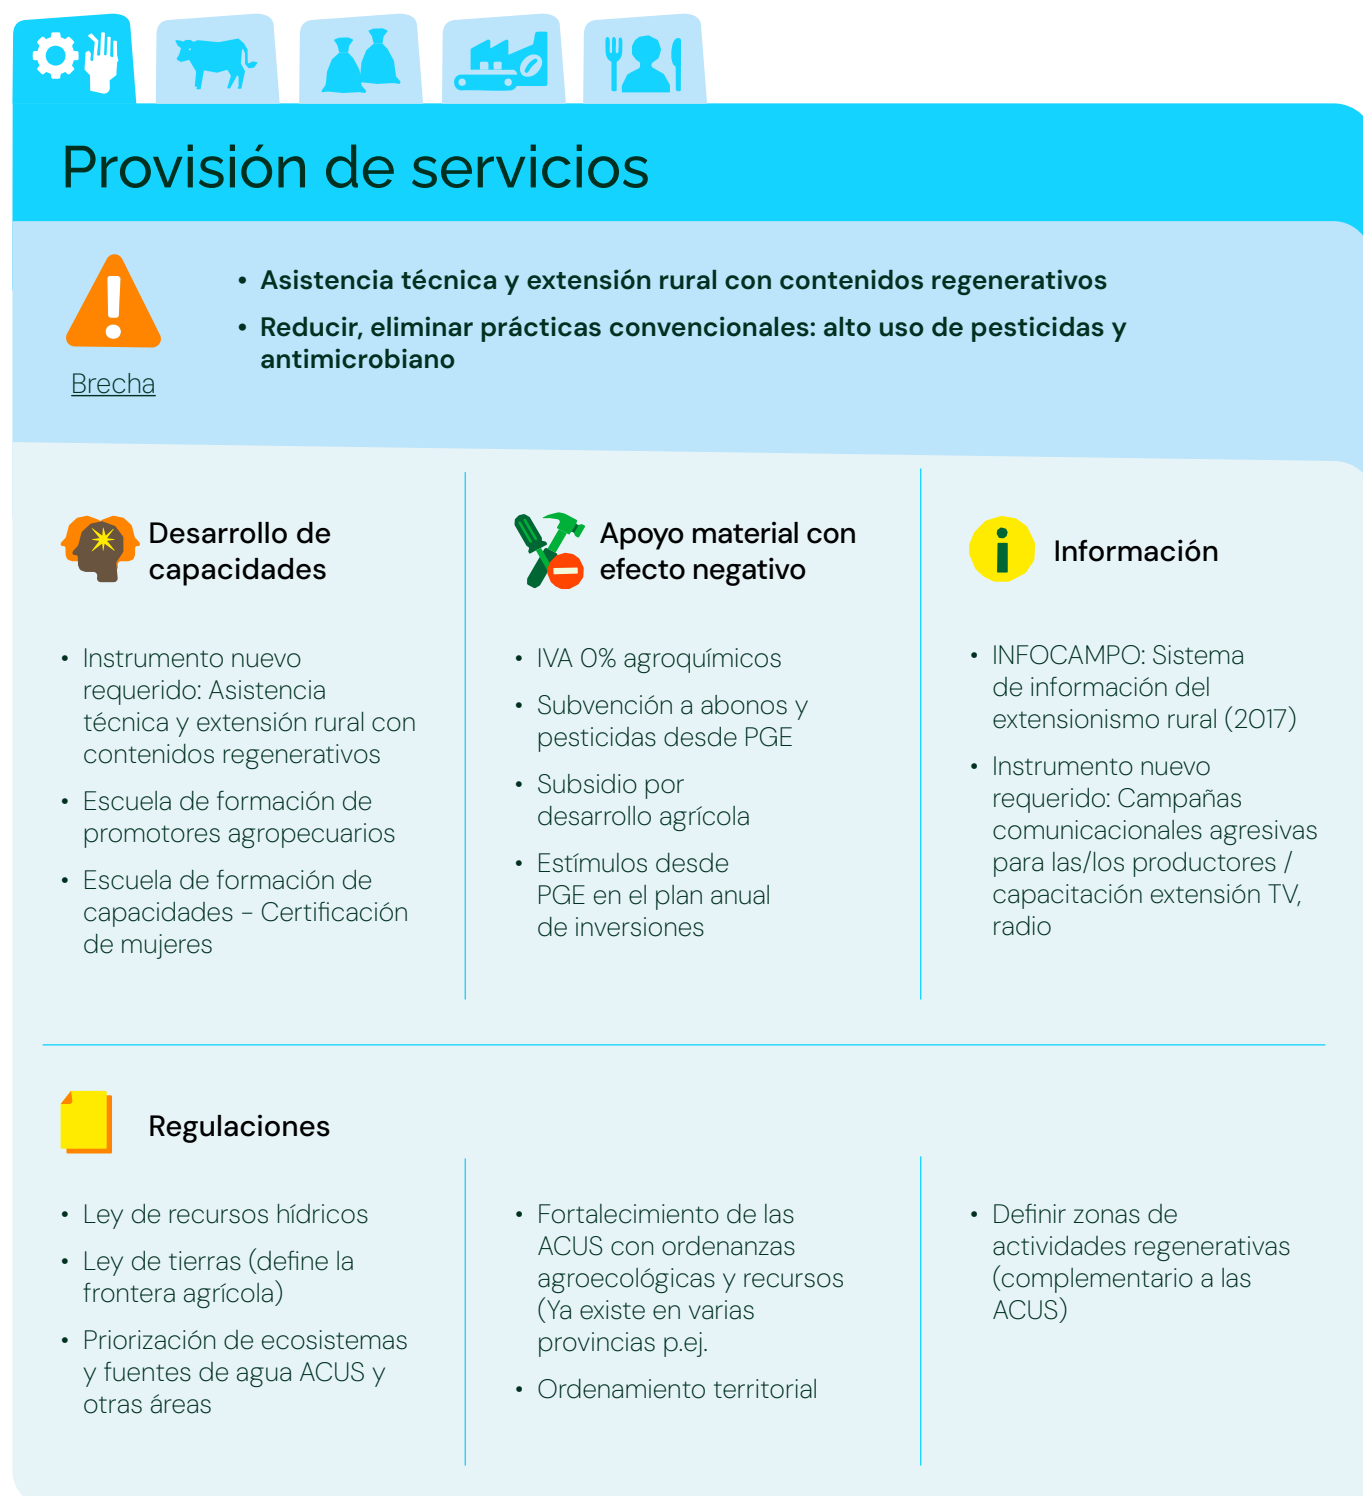 Provisión de servicios
Brecha
• Asistencia técnica y extensión rural con contenidos regenerativos
• Reducir, eliminar prácticas convencionales: alto uso de pesticidas y
antimicrobiano
Desarrollo de
capacidades
• Instrumento nuevo
requerido: Asistencia
técnica y extensión rural con
contenidos regenerativos
• Escuela de formación de
promotores agropecuarios
• Escuela de formación de
capacidades - Certificación
de mujeres
Apoyo material con
efecto negativo
• IVA 0% agroquímicos
• Subvención a abonos y
pesticidas desde PGE
• Subsidio por
desarrollo agrícola
• Estímulos desde
PGE en el plan anual
de inversiones
Información
• INFOCAMPO: Sistema
de información del
extensionismo rural (2017)
• Instrumento nuevo
requerido: Campañas
comunicacionales agresivas
para las/los productores /
capacitación extensión TV,
radio
Regulaciones
• Ley de recursos hídricos
• Ley de tierras (define la
frontera agrícola)
• Priorización de ecosistemas
y fuentes de agua ACUS y
otras áreas
• Fortalecimiento de las
ACUS con ordenanzas
agroecológicas y recursos
(Ya existe en varias
provincias p.ej.
• Ordenamiento territorial
• Definir zonas de
actividades regenerativas
(complementario a las
ACUS)